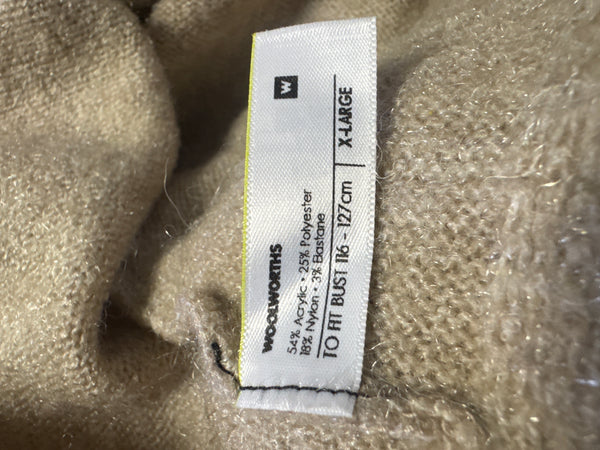 W
WOOLWORTHS
54% Acrylic • 25% Polyester
18% Nylon • 3% Elastane
TO FIT BUST 116 - 127cm
X-LARGE